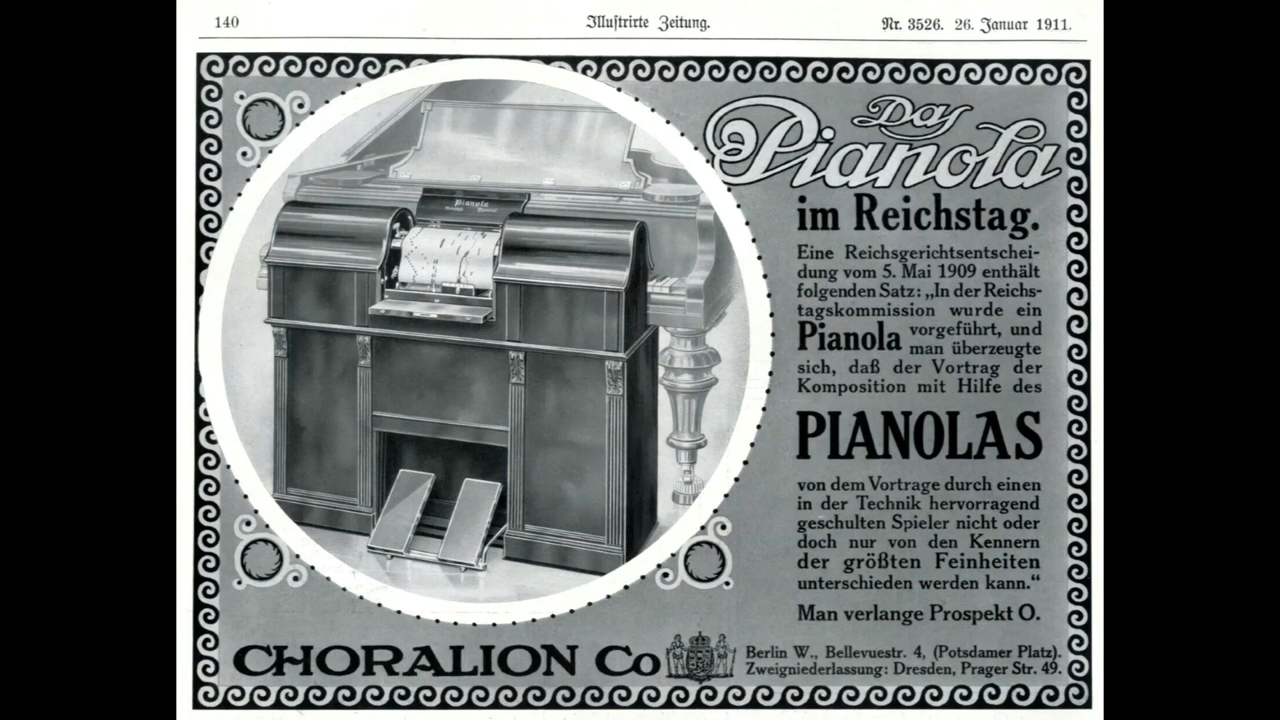 140 Illustrirte Zeitung. Nr. 3526. 26. Januar 1911.
Das
Pianola
im Reichstag.
Eine Reichsgerichtsentschei-
dung vom 5. Mai 1909 enthält
folgenden Satz: „In der Reichs-
tagskommission wurde ein
Pianola vorgeführt, und
man überzeugte
sich, daß der Vortrag der
Komposition mit Hilfe des
PIANOLAS
von dem Vortrage durch einen
in der Technik hervorragend
geschulten Spieler nicht oder
doch nur von den Kennern
der größten Feinheiten
unterschieden werden kann.“
Man verlange Prospekt O.
Pianola
CHORALION Co
Berlin W., Bellevuestr. 4, (Potsdamer Platz).
Zweigniederlassung: Dresden, Prager Str. 49.